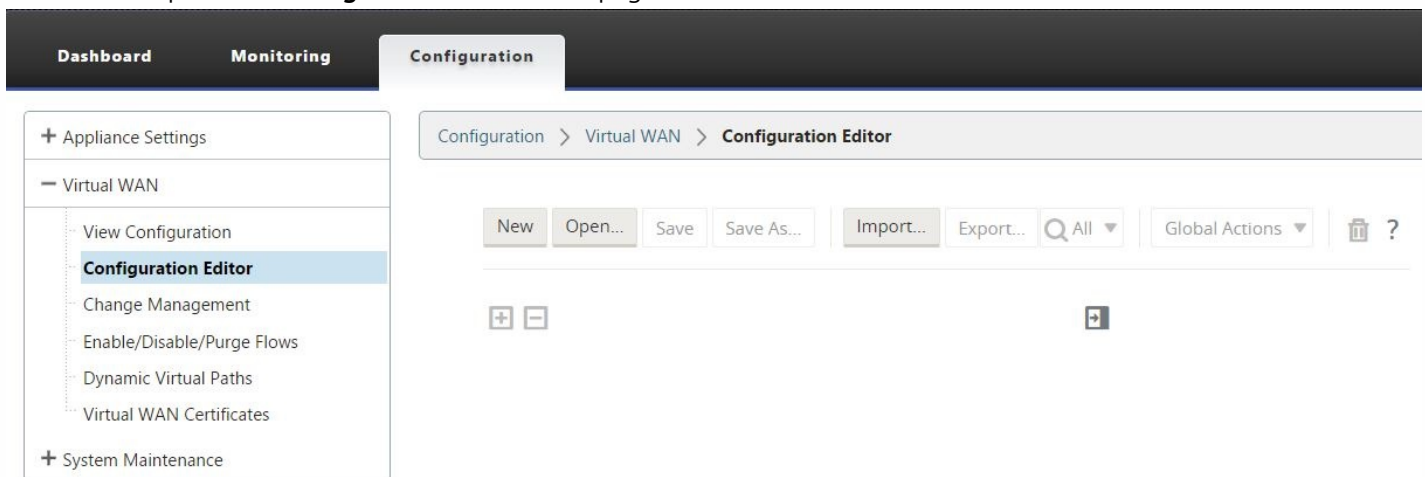 Dashboard Monitoring Configuration
+ Appliance Settings
Configuration > Virtual WAN > Configuration Editor
− Virtual WAN
View Configuration
New Open... Save Save As... Import... Export... All Global Actions ?
Configuration Editor
Change Management
Enable/Disable/Purge Flows
Dynamic Virtual Paths
Virtual WAN Certificates
+ System Maintenance